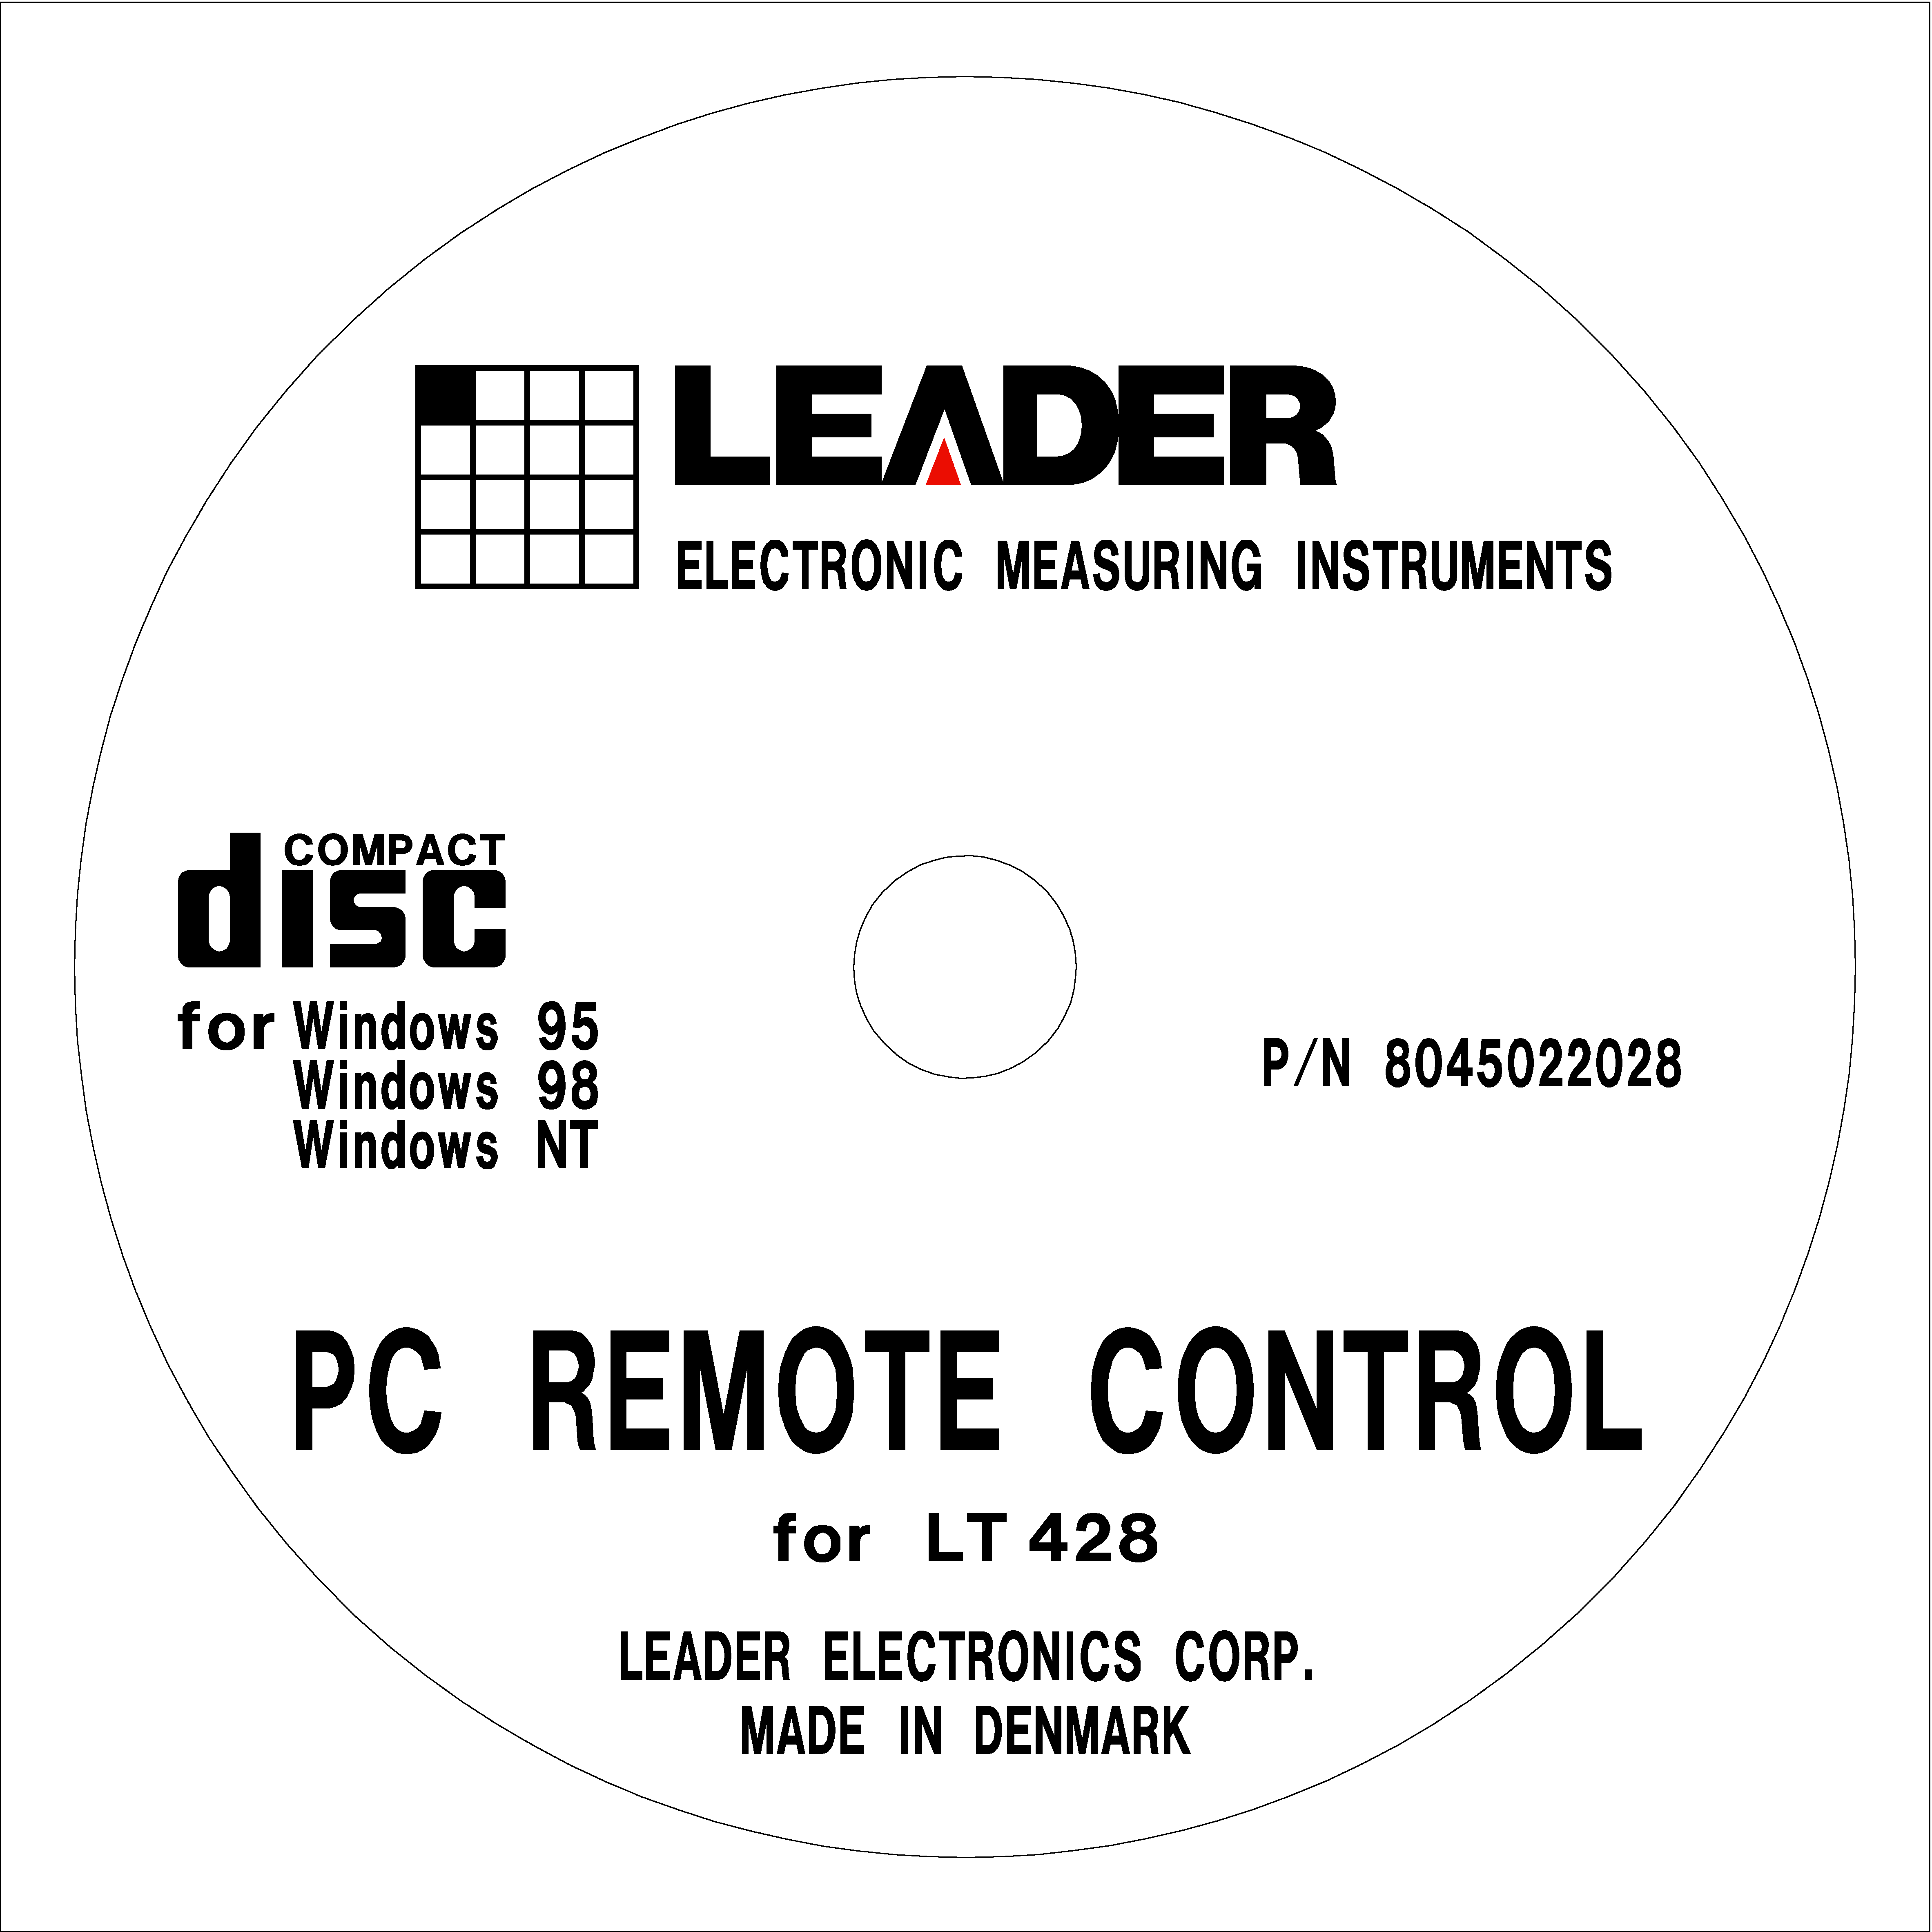 LEADER
ELECTRONIC MEASURING INSTRUMENTS
COMPACT
disc
for Windows 95
Windows 98
Windows NT
P/N 8045022028
PC REMOTE CONTROL
for LT 428
LEADER ELECTRONICS CORP.
MADE IN DENMARK